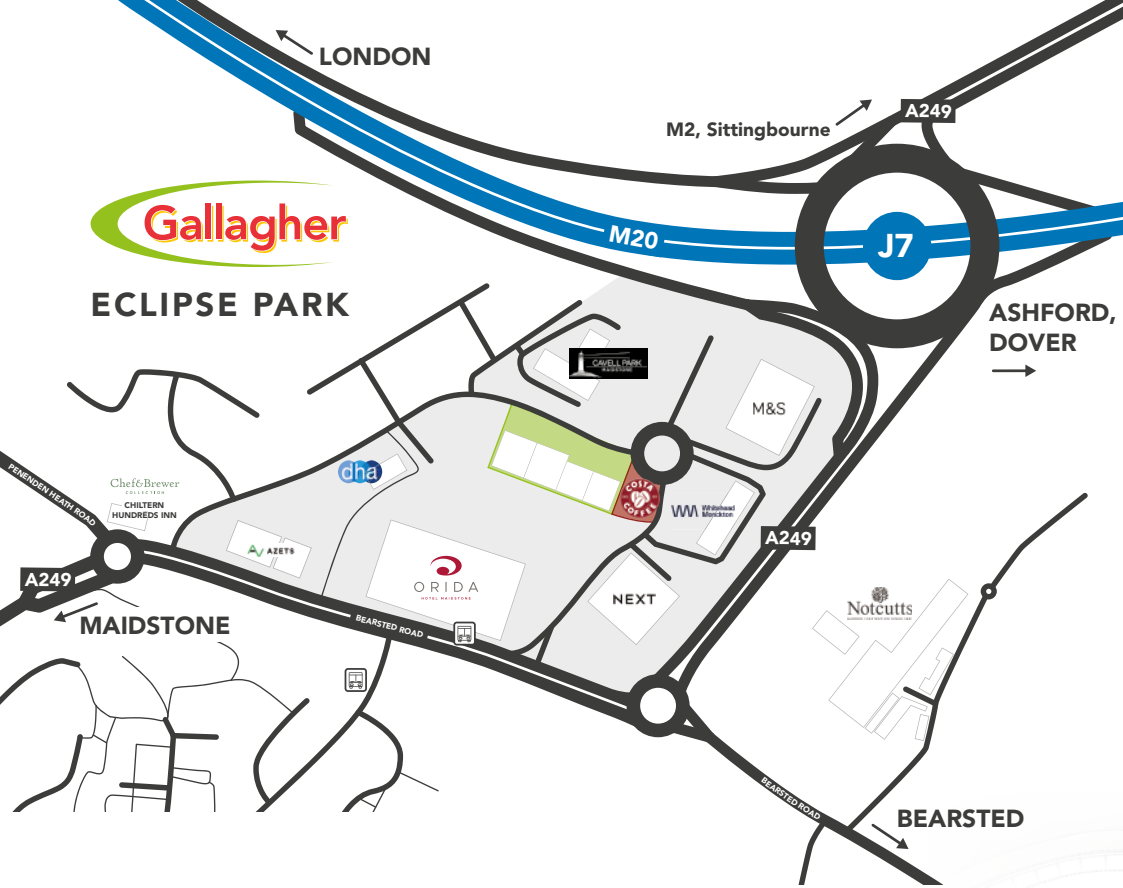 LONDON
A249
M2, Sittingbourne
Gallagher
M20
J7
ECLIPSE PARK
ASHFORD,
DOVER
CAVELL PARK
MAIDSTONE
M&S
PENENDEN HEATH ROAD
dha
Chef&Brewer
COLLECTION
CHILTERN
HUNDREDS INN
COSTA
COFFEE
Whitehead
Monckton
A249
AZETS
A249
ORIDA
HOTEL MAIDSTONE
NEXT
Notcutts
MAIDSTONE
BEARSTED ROAD
BEARSTED ROAD
BEARSTED